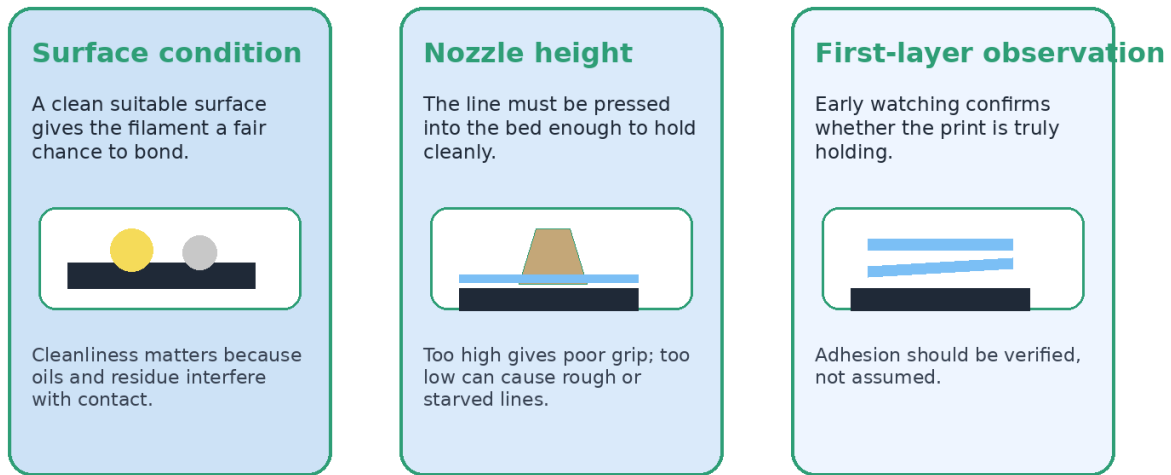 Surface condition
A clean suitable surface
gives the filament a fair
chance to bond.
Cleanliness matters because
oils and residue interfere
with contact.
Nozzle height
The line must be pressed
into the bed enough to hold
cleanly.
Too high gives poor grip; too
low can cause rough or
starved lines.
First-layer observation
Early watching confirms
whether the print is truly
holding.
Adhesion should be verified,
not assumed.